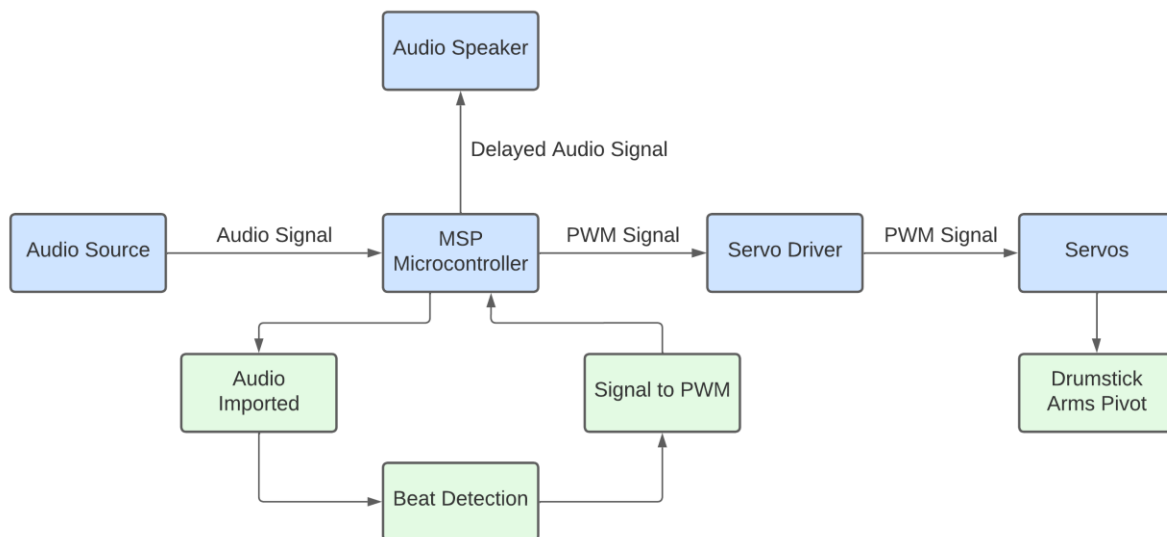 Audio Speaker
Delayed Audio Signal
Audio Source
Audio Signal
MSP
Microcontroller
PWM Signal
Servo Driver
PWM Signal
Servos
Audio
Imported
Signal to PWM
Drumstick
Arms Pivot
Beat Detection